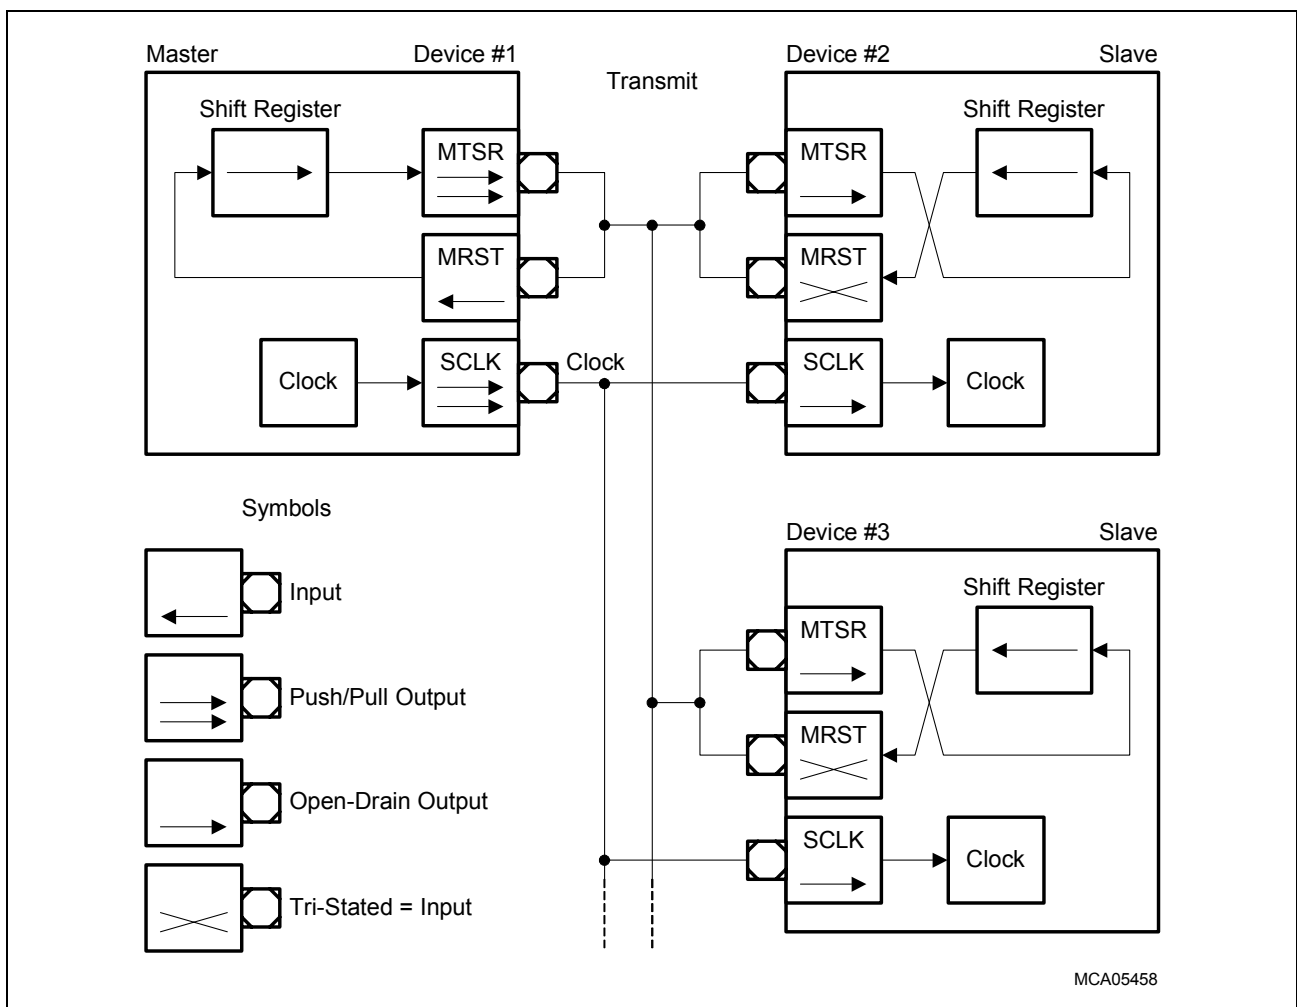 Master
Device #1
Transmit
Device #2
Slave
Shift Register
MTSR
MTSR
Shift Register
MRST
MRST
Clock
SCLK
Clock
SCLK
Clock
Symbols
Device #3
Slave
Input
Shift Register
MTSR
Push/Pull Output
MRST
Open-Drain Output
SCLK
Clock
Tri-Stated = Input
MCA05458